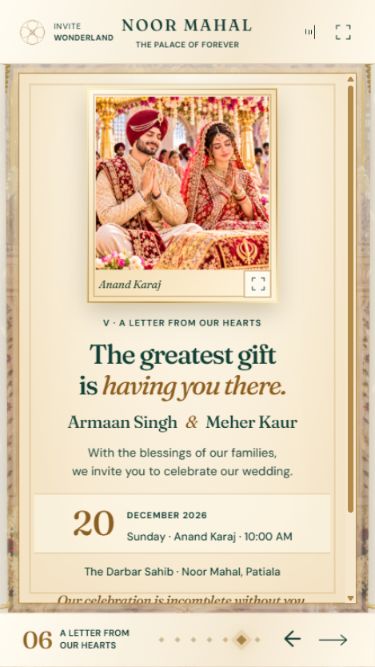 INVITE
WONDERLAND
NOOR MAHAL
THE PALACE OF FOREVER
Anand Karaj
V · A LETTER FROM OUR HEARTS
The greatest gift
is having you there.
Armaan Singh & Meher Kaur
With the blessings of our families,
we invite you to celebrate our wedding.
20
DECEMBER 2026
Sunday · Anand Karaj · 10:00 AM
The Darbar Sahib · Noor Mahal, Patiala
Our celebration is incomplete without you
06
A LETTER FROM
OUR HEARTS